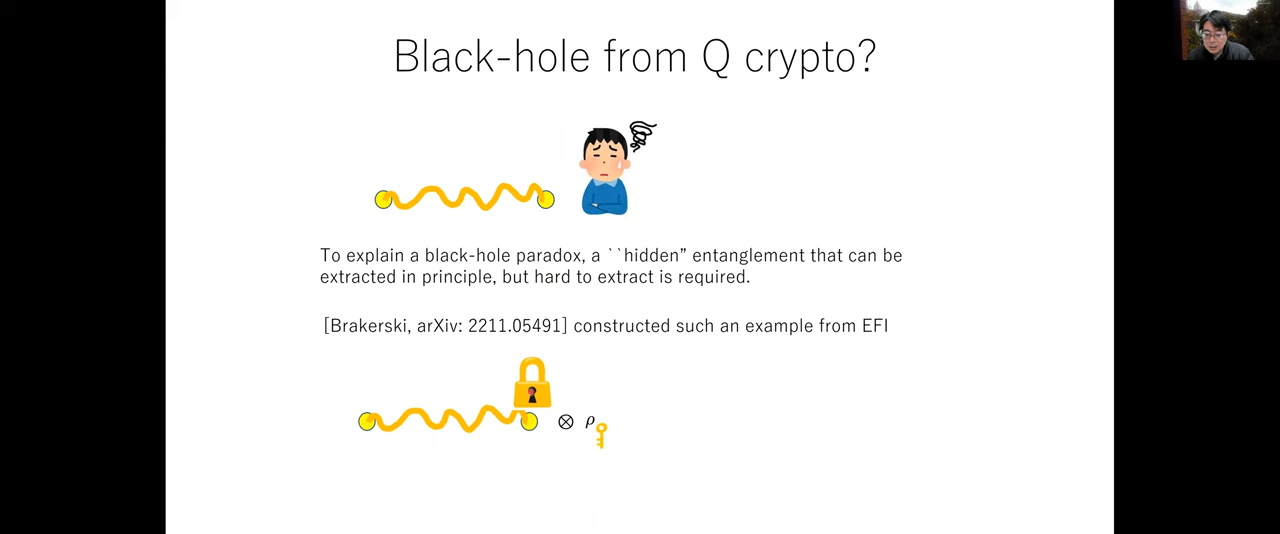 Black-hole from Q crypto?
To explain a black-hole paradox, a ``hidden” entanglement that can be
extracted in principle, but hard to extract is required.
[Brakerski, arXiv: 2211.05491] constructed such an example from EFI
⊗ ρ